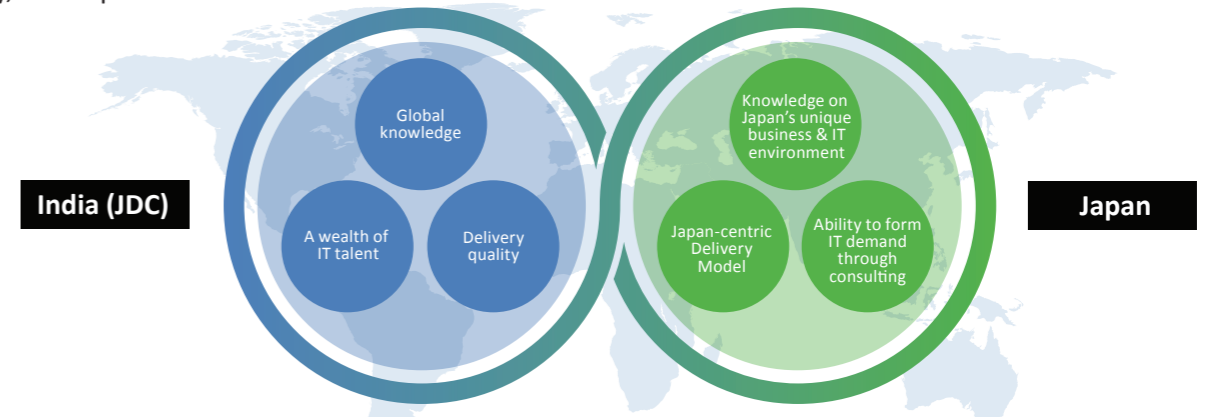 India (JDC)
Global
knowledge
A wealth of
IT talent
Delivery
quality
Knowledge on
Japan's unique
business & IT
environment
Japan-centric
Delivery
Model
Ability to form
IT demand
through
consulting
Japan